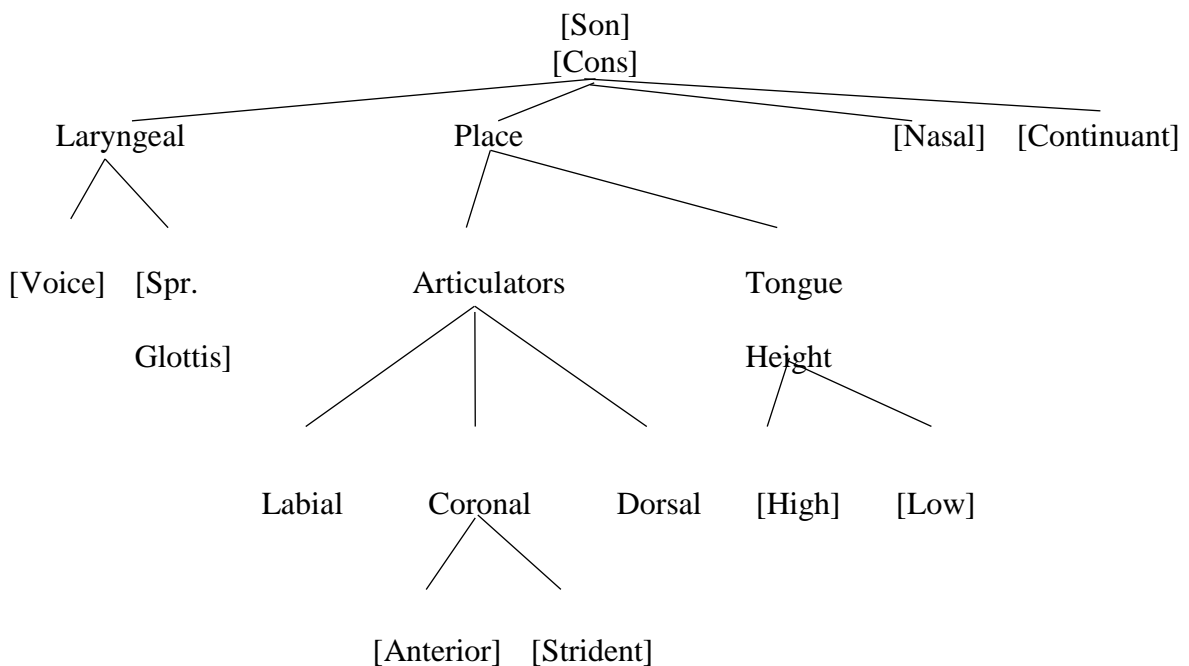 [Son]
[Cons]
Laryngeal Place [Nasal] [Continuant]
[Voice] [Spr. Articulators Tongue
Glottis] Height
Labial Coronal Dorsal [High] [Low]
[Anterior] [Strident]